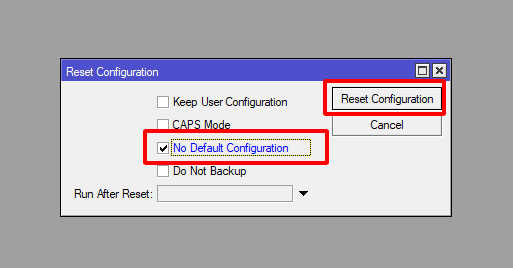 Reset Configuration
Keep User Configuration
Reset Configuration
CAPS Mode
Cancel
No Default Configuration
Do Not Backup
Run After Reset: